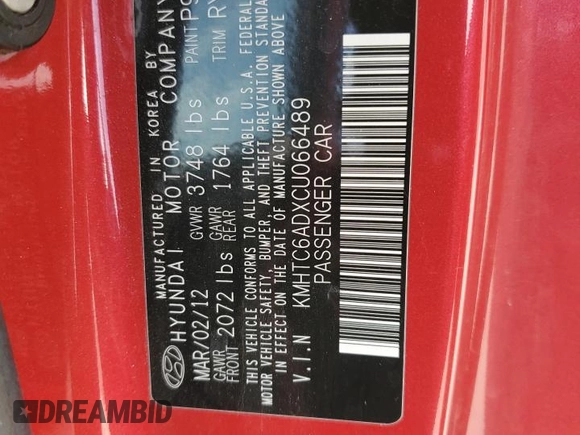 MANUFACTURED IN KOREA BY
HYUNDAI MOTOR COMPANY
MAR/02/12 GVWR 3748 lbs PAINT
GAWR FRONT 2072 lbs GAWR REAR 1764 lbs TRIM
THIS VEHICLE CONFORMS TO ALL APPLICABLE U.S.A. FEDERAL
MOTOR VEHICLE SAFETY, BUMPER, AND THEFT PREVENTION
IN EFFECT ON THE DATE OF MANUFACTURE SHOWN ABOVE
V.I.N KMHTC6ADXCU066489
PASSENGER CAR
DREAMBID